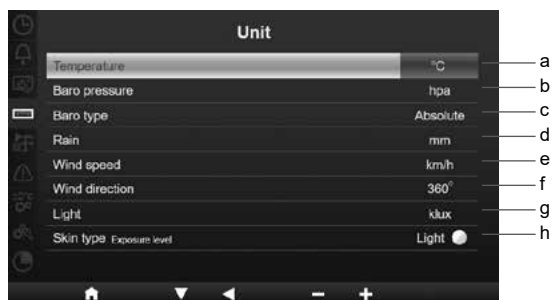 Unit
Temperature °C a
Baro pressure hpa b
Baro type Absolute c
Rain mm d
Wind speed km/h e
Wind direction 360° f
Light klux g
Skin type Exposure level Light h